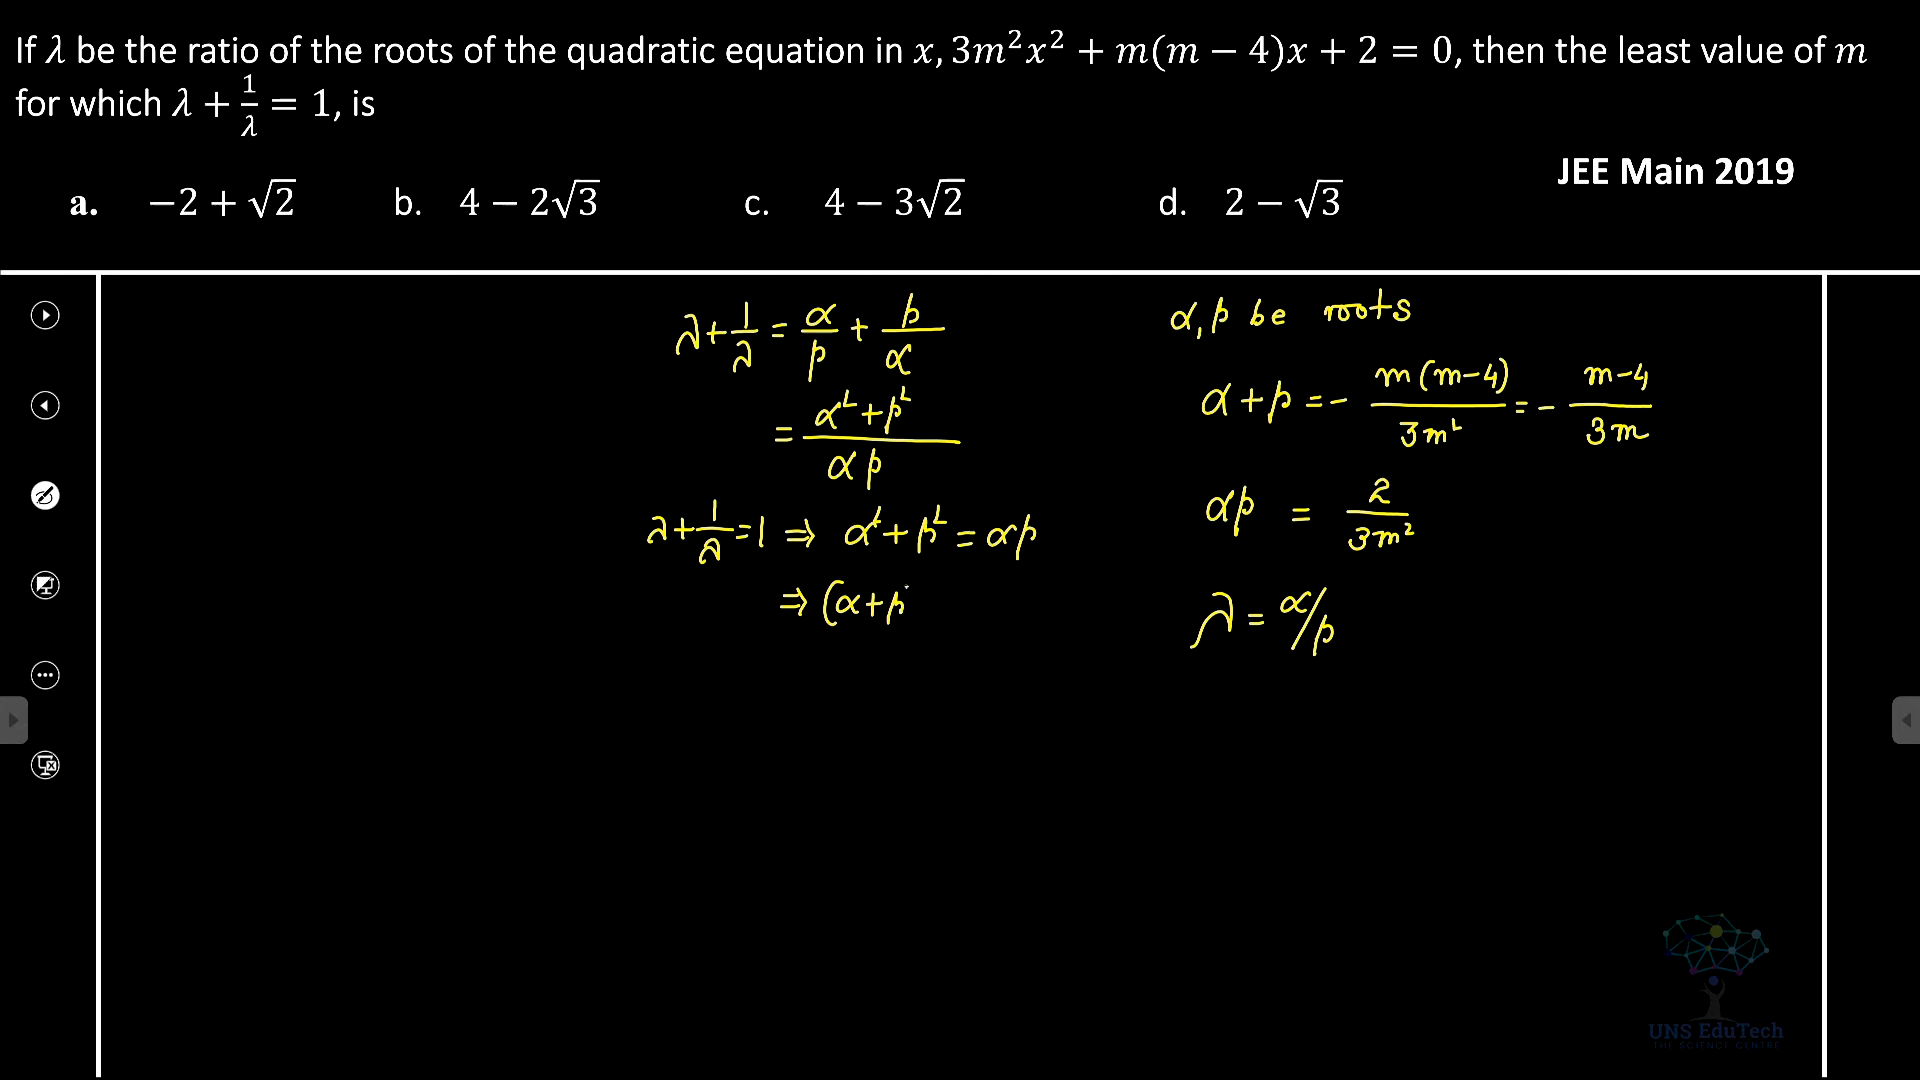 If λ be the ratio of the roots of the quadratic equation in x, 3m²x² + m(m − 4)x + 2 = 0, then the least value of m
for which λ + 1/λ = 1, is
JEE Main 2019
a. −2 + √2 b. 4 − 2√3 c. 4 − 3√2 d. 2 − √3
λ + 1/λ = α/β + β/α
= (α² + β²)/(αβ)
λ + 1/λ = 1 ⇒ α² + β² = αβ
⇒ (α + β
α, β be roots
α + β = − m(m−4)/3m² = − (m−4)/3m
αβ = 2/3m²
λ = α/β
UNS EduTech
THE SCIENCE CENTRE